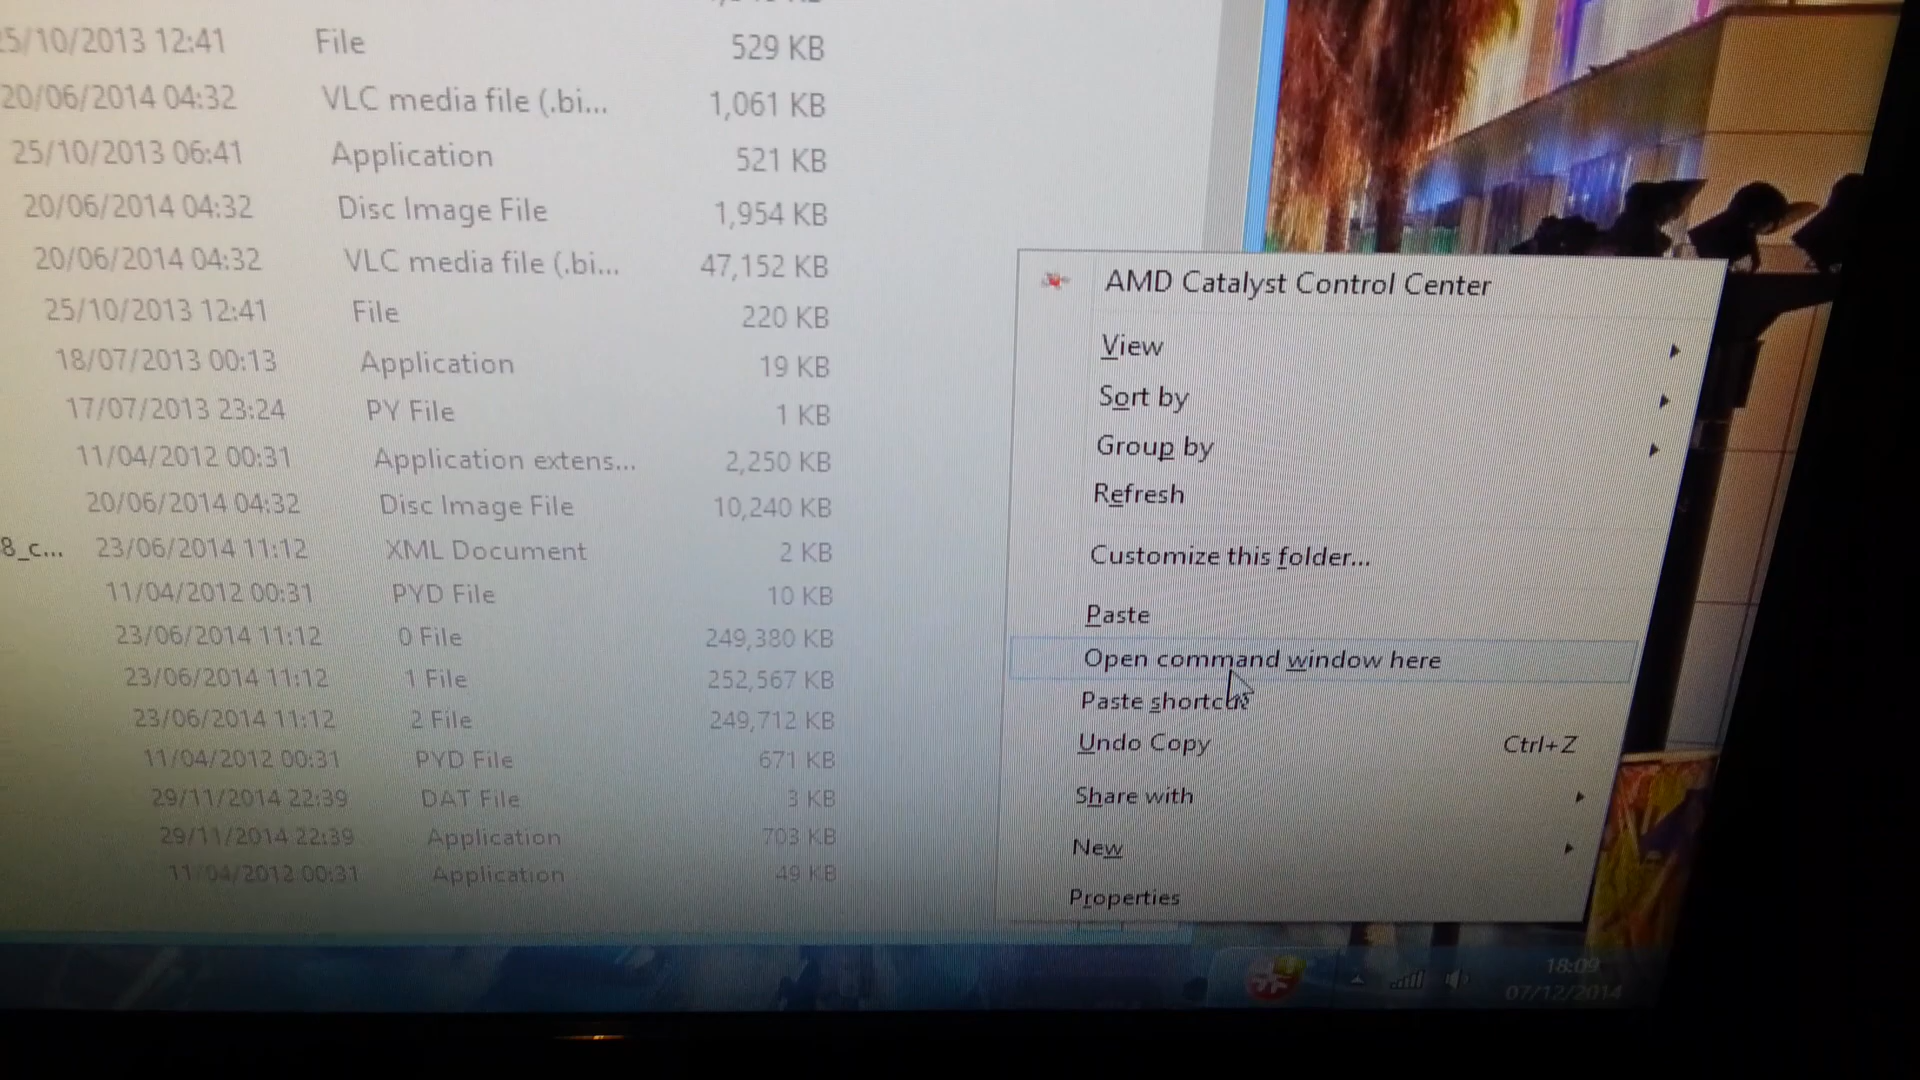 25/10/2013 12:41 File 529 KB
20/06/2014 04:32 VLC media file (.bi... 1,061 KB
25/10/2013 06:41 Application 521 KB
20/06/2014 04:32 Disc Image File 1,954 KB
20/06/2014 04:32 VLC media file (.bi... 47,152 KB
25/10/2013 12:41 File 220 KB
18/07/2013 00:13 Application 19 KB
17/07/2013 23:24 PY File 1 KB
11/04/2012 00:31 Application extens... 2,250 KB
20/06/2014 04:32 Disc Image File 10,240 KB
8_c... 23/06/2014 11:12 XML Document 2 KB
11/04/2012 00:31 PYD File 10 KB
23/06/2014 11:12 0 File 249,380 KB
23/06/2014 11:12 1 File 252,567 KB
23/06/2014 11:12 2 File 249,712 KB
11/04/2012 00:31 PYD File 671 KB
29/11/2014 22:39 DAT File 3 KB
29/11/2014 22:39 Application 703 KB
11/04/2012 00:31 Application 49 KB
AMD Catalyst Control Center
View
Sort by
Group by
Refresh
Customize this folder...
Paste
Open command window here
Paste shortcut
Undo Copy Ctrl+Z
Share with
New
Properties
18:09
07/12/2014